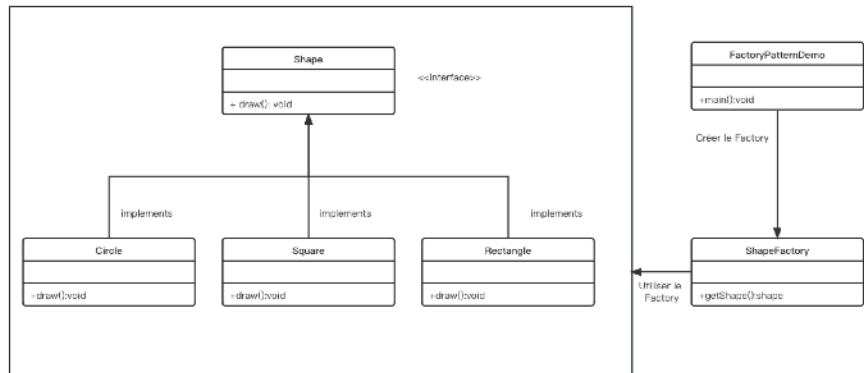 Shape
<<Interface>>
+ draw(): void
FactoryPatternDemo
+main():void
Créer le Factory
implements
implements
implements
Circle
+draw():void
Square
+draw():void
Rectangle
+draw():void
ShapeFactory
+getShape():shape
Utiliser le
Factory